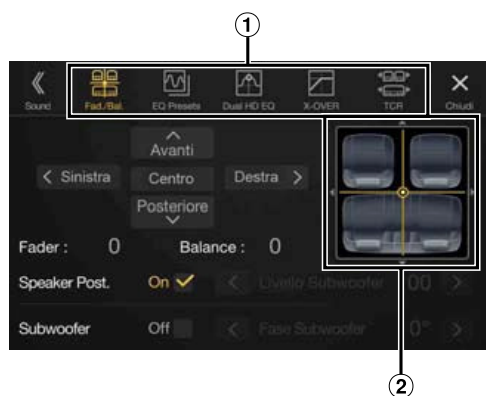 1
Sound Fad./Bal. EQ Presets Dual HD EQ X-OVER TCR Chiudi
Avanti
Sinistra Centro Destra
Posteriore
Fader : 0 Balance : 0
Speaker Post. On Livello Subwoofer 00
Subwoofer Off Fase Subwoofer 0°
2